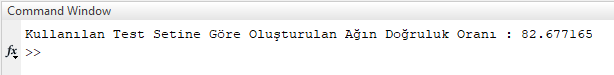 Command Window
Kullanılan Test Setine Göre Oluşturulan Ağın Doğruluk Oranı : 82.677165
fx >>